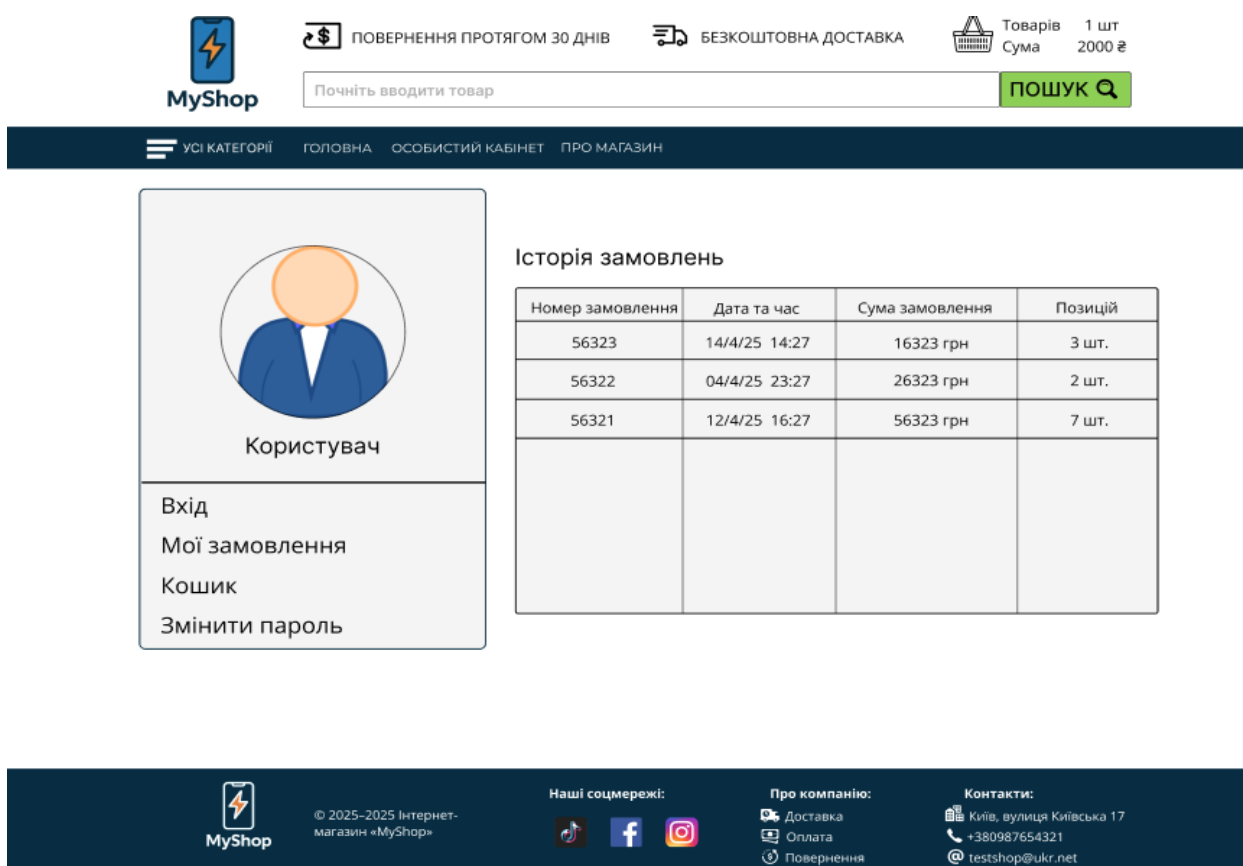 ПОВЕРНЕННЯ ПРОТЯГОМ 30 ДНІВ
БЕЗКОШТОВНА ДОСТАВКА
Товарів 1 шт
Сума 2000 ₴
MyShop
Почніть вводити товар
ПОШУК
УСІ КАТЕГОРІЇ ГОЛОВНА ОСОБИСТИЙ КАБІНЕТ ПРО МАГАЗИН
Користувач
Вхід
Мої замовлення
Кошик
Змінити пароль
Історія замовлень
Номер замовлення Дата та час Сума замовлення Позицій
56323 14/4/25 14:27 16323 грн 3 шт.
56322 04/4/25 23:27 26323 грн 2 шт.
56321 12/4/25 16:27 56323 грн 7 шт.
MyShop
© 2025–2025 Інтернет-
магазин «MyShop»
Наші соцмережі:
Про компанію:
Доставка
Оплата
Повернення
Контакти:
Київ, вулиця Київська 17
+380987654321
testshop@ukr.net